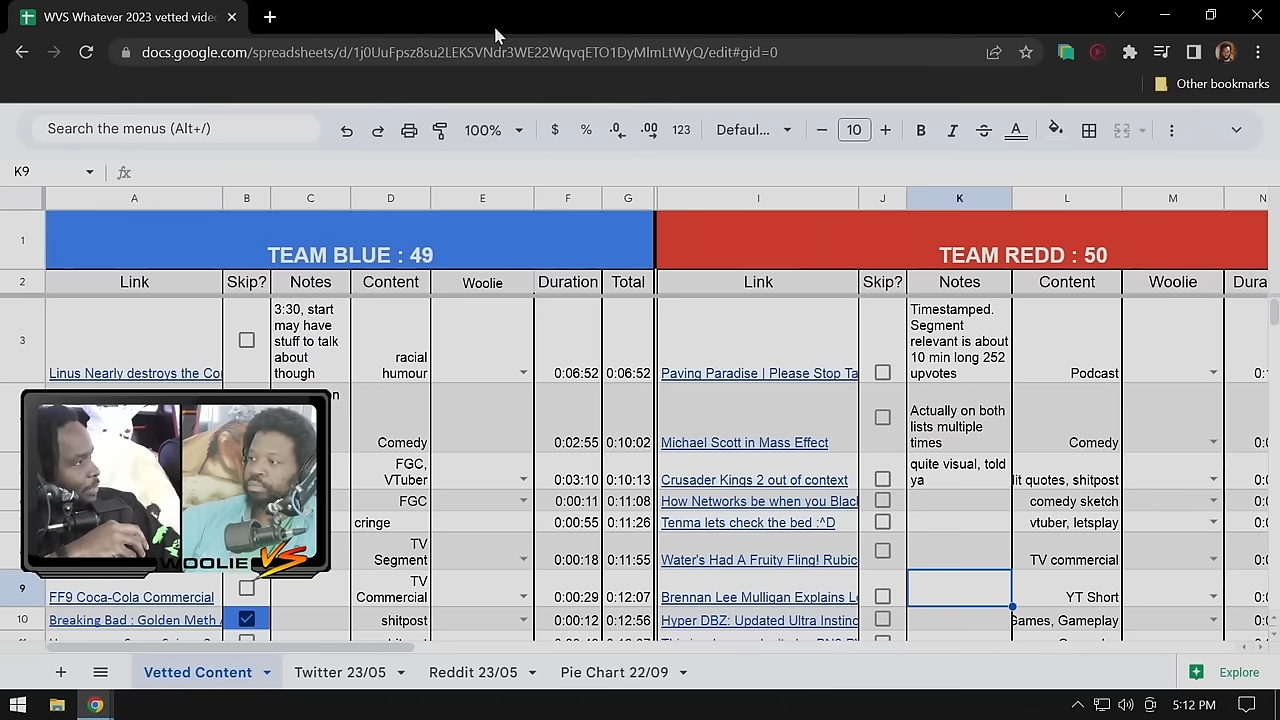 WVS Whatever 2023 vetted vide
docs.google.com/spreadsheets/d/1j0UuFpsz8su2LEKSVNdr3WE22WqvqETO1DyMlmLtWyQ/edit#gid=0
Other bookmarks
Search the menus (Alt+/)
100%
$
%
.0
.00
123
Defaul...
10
B
I
S
A
K9
fx
A B C D E F G I J K L M N
1 TEAM BLUE : 49 TEAM REDD : 50
2 Link Skip? Notes Content Woolie Duration Total Link Skip? Notes Content Woolie Dura
3:30, start
may have
stuff to talk
about
though
Timestamped.
Segment
relevant is about
10 min long 252
upvotes
3 Linus Nearly destroys the Co racial
humour 0:06:52 0:06:52 Paving Paradise | Please Stop Ta Podcast
Comedy 0:02:55 0:10:02 Michael Scott in Mass Effect Actually on both
lists multiple
times Comedy
FGC,
VTuber 0:03:10 0:10:13 Crusader Kings 2 out of context quite visual, told
ya lit quotes, shitpost
FGC 0:00:11 0:11:08 How Networks be when you Blac comedy sketch
cringe 0:00:55 0:11:26 Tenma lets check the bed :^D vtuber, letsplay
TV
Segment 0:00:18 0:11:55 Water's Had A Fruity Fling! Rubic TV commercial
9 FF9 Coca-Cola Commercial TV
Commercial 0:00:29 0:12:07 Brennan Lee Mulligan Explains Lo YT Short
10 Breaking Bad : Golden Meth shitpost 0:00:12 0:12:56 Hyper DBZ: Updated Ultra Instinc Games, Gameplay
WOOLIE VS
Vetted Content
Twitter 23/05
Reddit 23/05
Pie Chart 22/09
Explore
5:12 PM